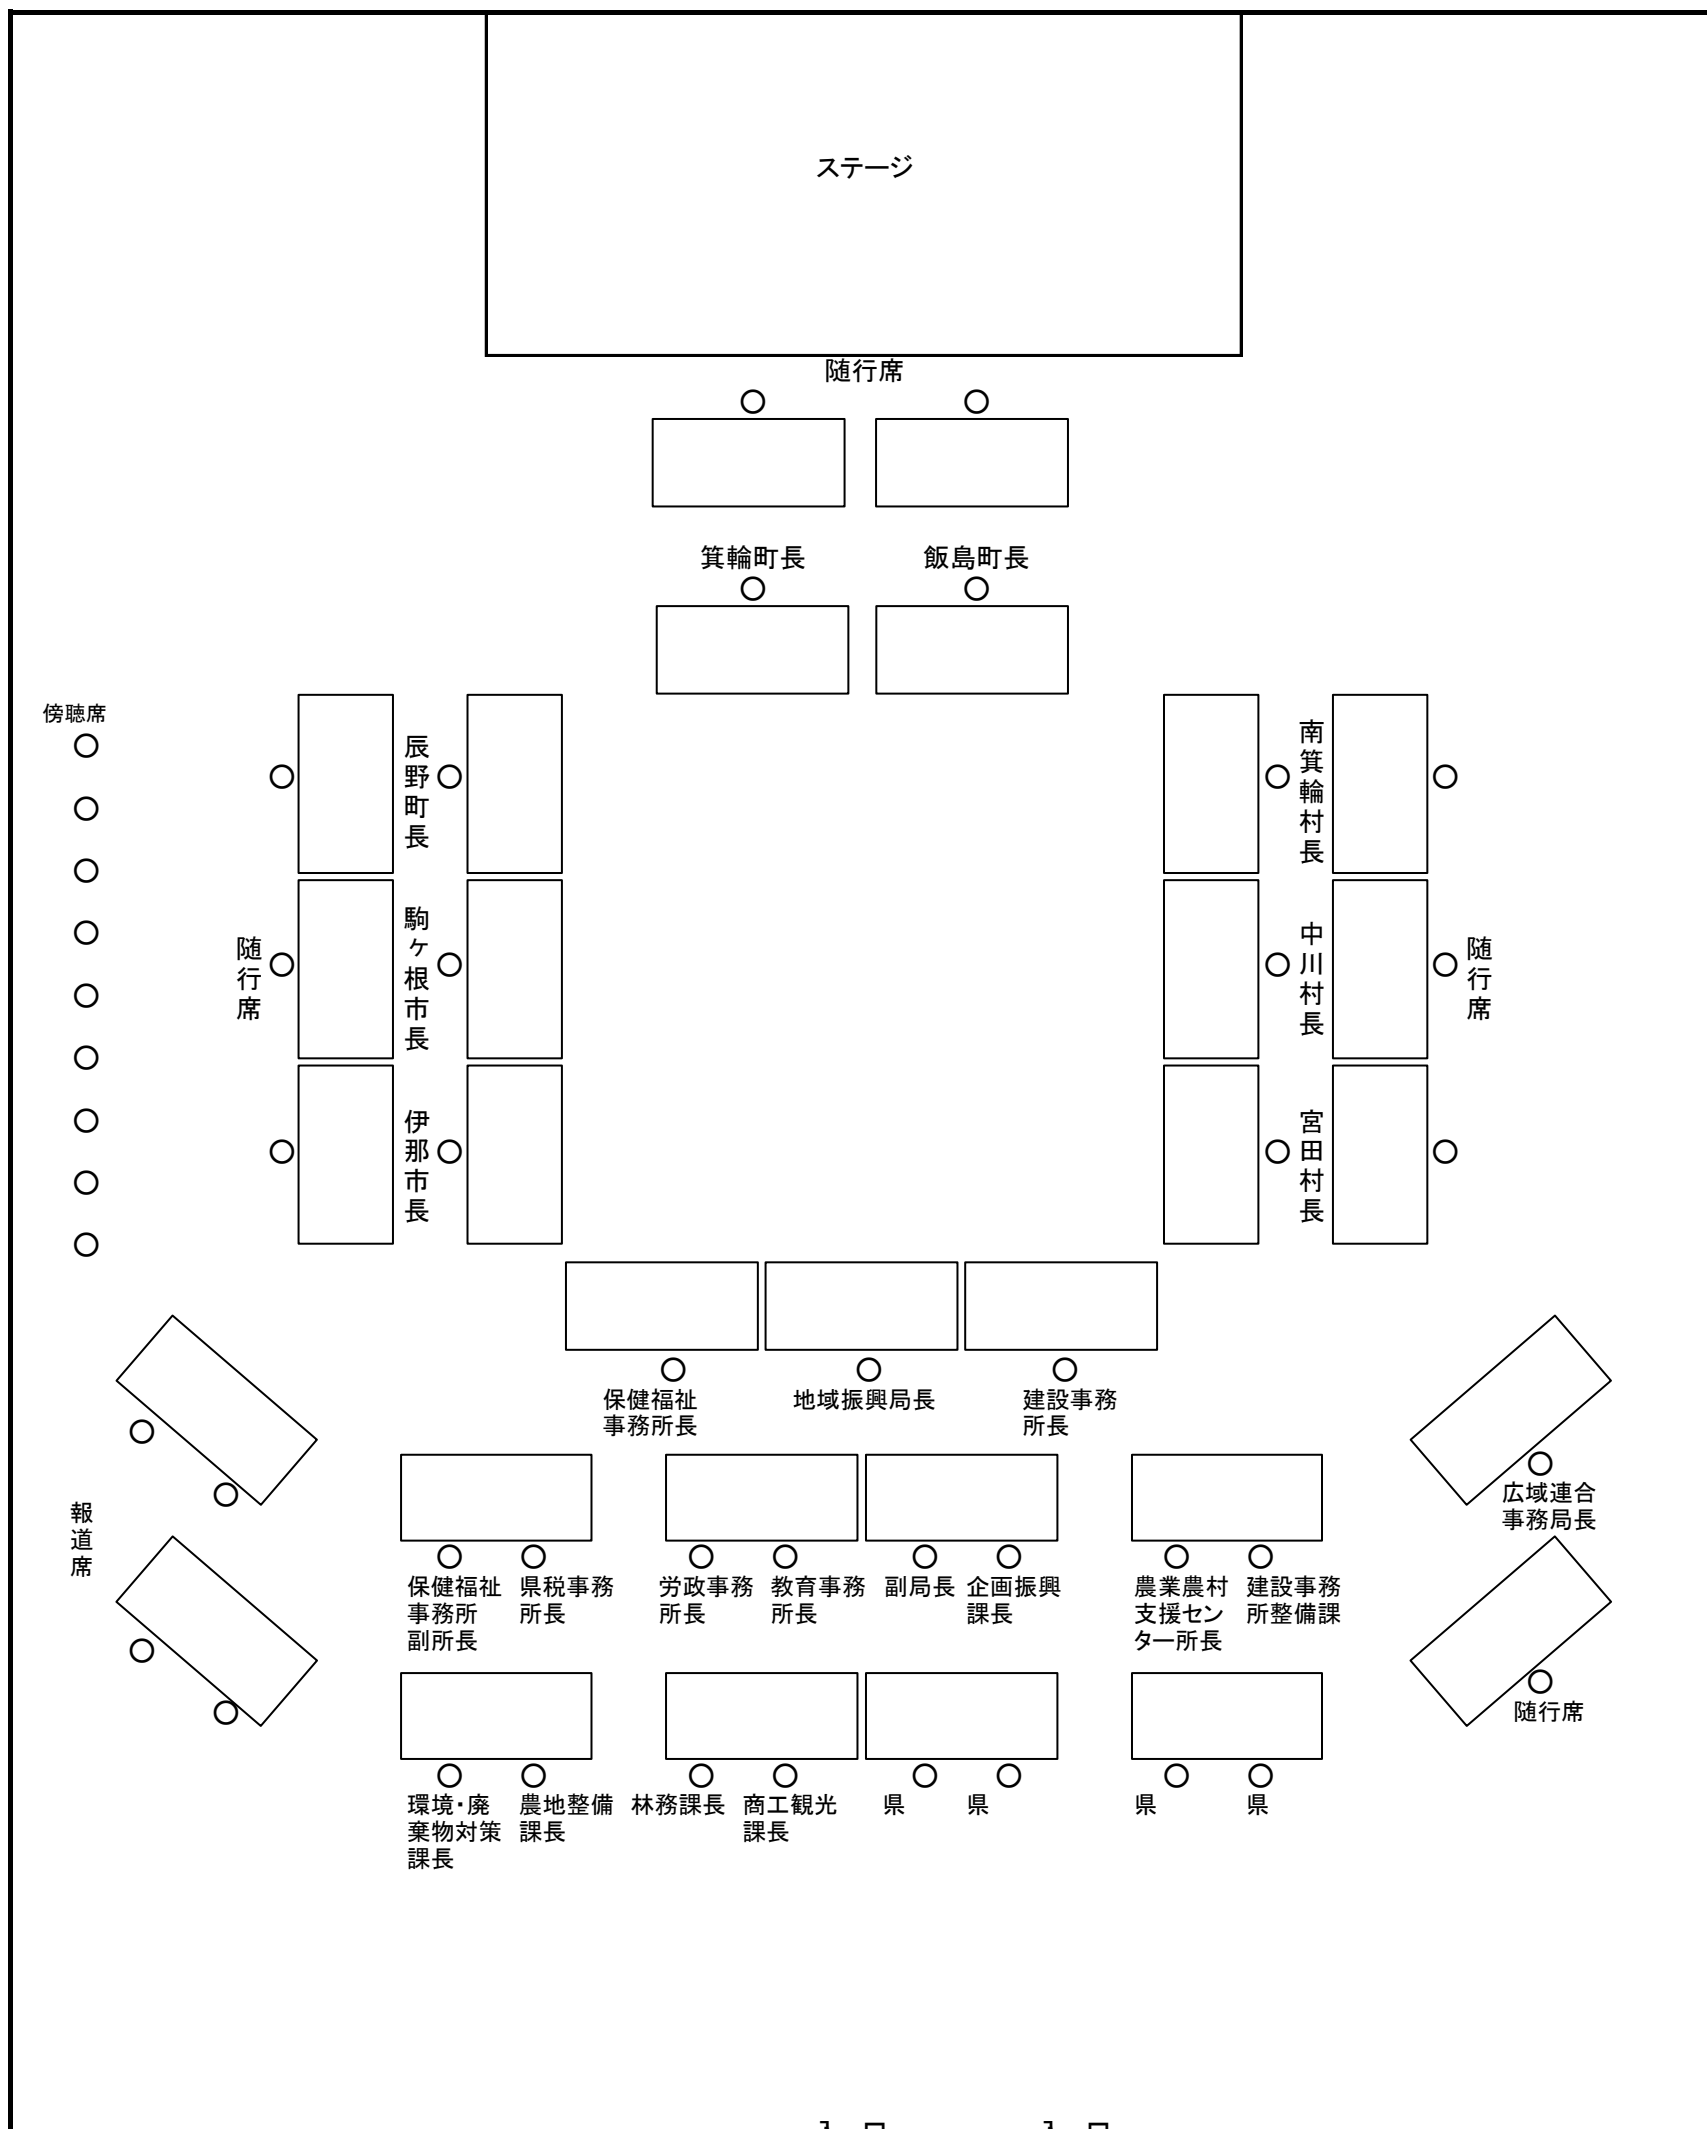 ステージ
随行席
箕輪町長
飯島町長
傍聴席
辰野町長
南箕輪村長
駒ヶ根市長
中川村長
随行席
随行席
伊那市長
宮田村長
保健福祉
事務所長
地域振興局長
建設事務
所長
報道席
広域連合
事務局長
保健福祉
事務所
副所長
県税事務
所長
労政事務
所長
教育事務
所長
副局長
企画振興
課長
農業農村
支援セン
ター所長
建設事務
所整備課
随行席
環境・廃
棄物対策
課長
農地整備
課長
林務課長
商工観光
課長
県
県
県
県